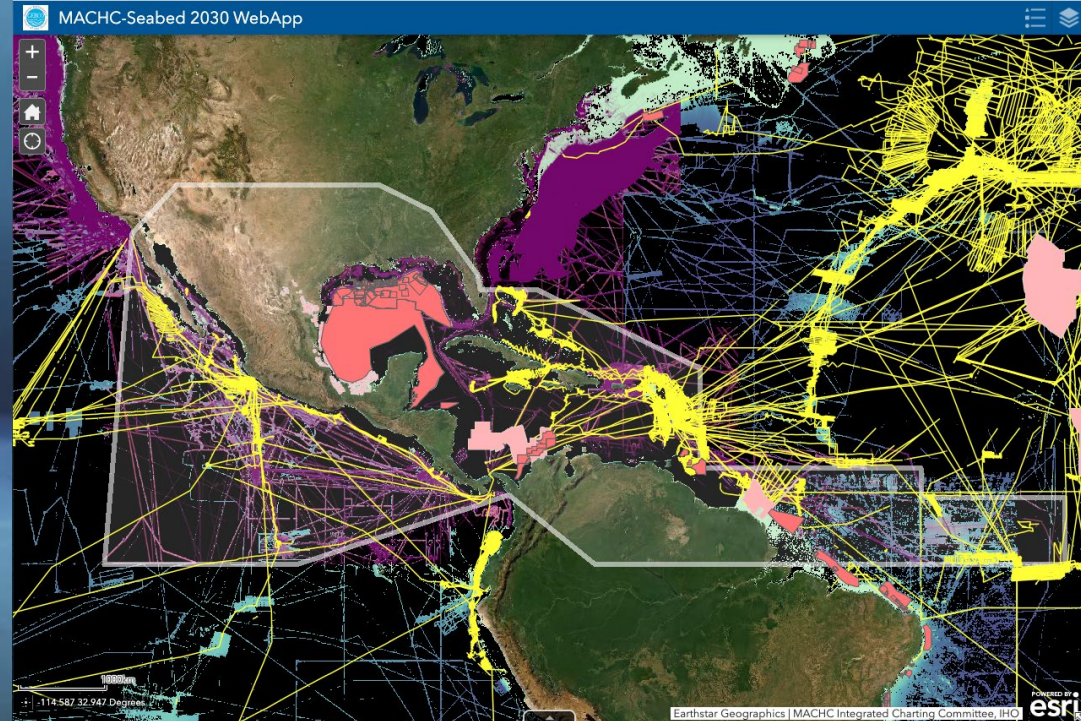 MACHC-Seabed 2030 WebApp
+
−
1000km
-114.587 32.947 Degrees
Earthstar Geographics | MACHC Integrated Charting Committee, IHO
POWERED BY
esri